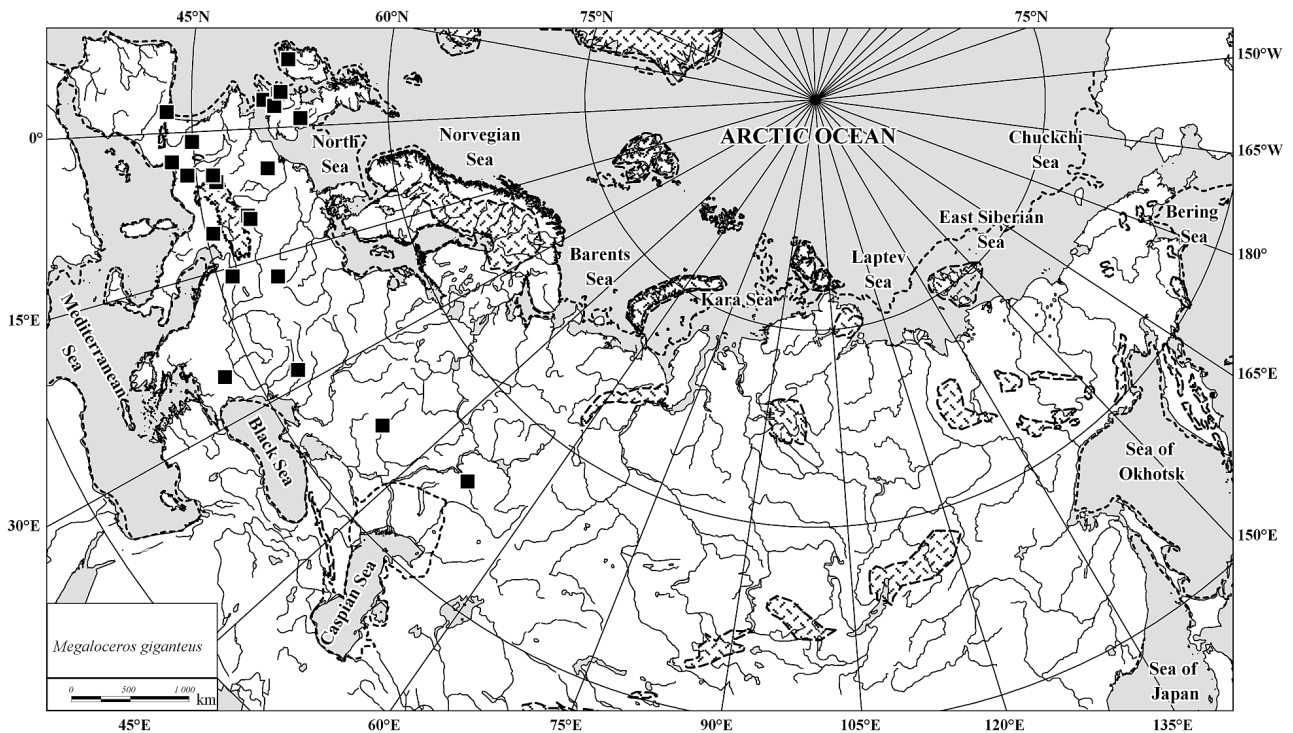 45°N
60°N
75°N
75°N
150°W
0°
North
Sea
Norwegian
Sea
ARCTIC OCEAN
Chuckchi
Sea
165°W
East Siberian
Sea
Bering
Sea
Barents
Sea
Laptev
Sea
180°
Kara Sea
Mediterranean
Sea
15°E
165°E
Black Sea
Sea of
Okhotsk
30°E
150°E
Caspian Sea
Megaloceros giganteus
0 500 1 000
km
Sea of
Japan
45°E
60°E
75°E
90°E
105°E
120°E
135°E